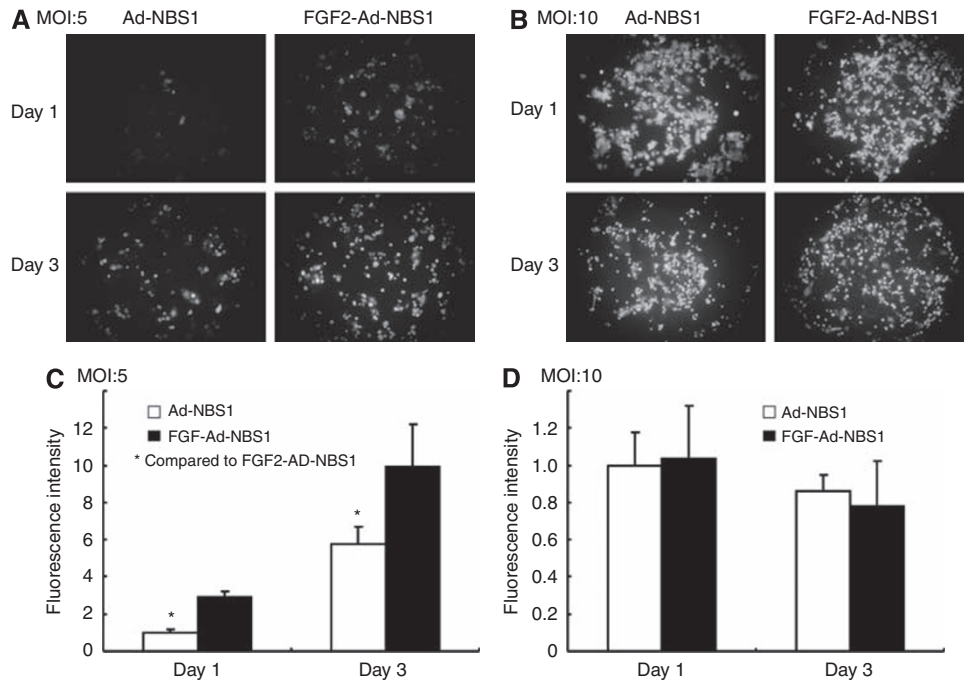 A MOI:5 Ad-NBS1 FGF2-Ad-NBS1
Day 1
Day 3
B MOI:10 Ad-NBS1 FGF2-Ad-NBS1
Day 1
Day 3
C MOI:5
Ad-NBS1
FGF-Ad-NBS1
* Compared to FGF2-AD-NBS1
Fluorescence intensity
12
10
8
6
4
2
0
*
*
Day 1 Day 3
D MOI:10
Ad-NBS1
FGF-Ad-NBS1
Fluorescence intensity
1.2
1.0
0.8
0.6
0.4
0.2
0
Day 1 Day 3